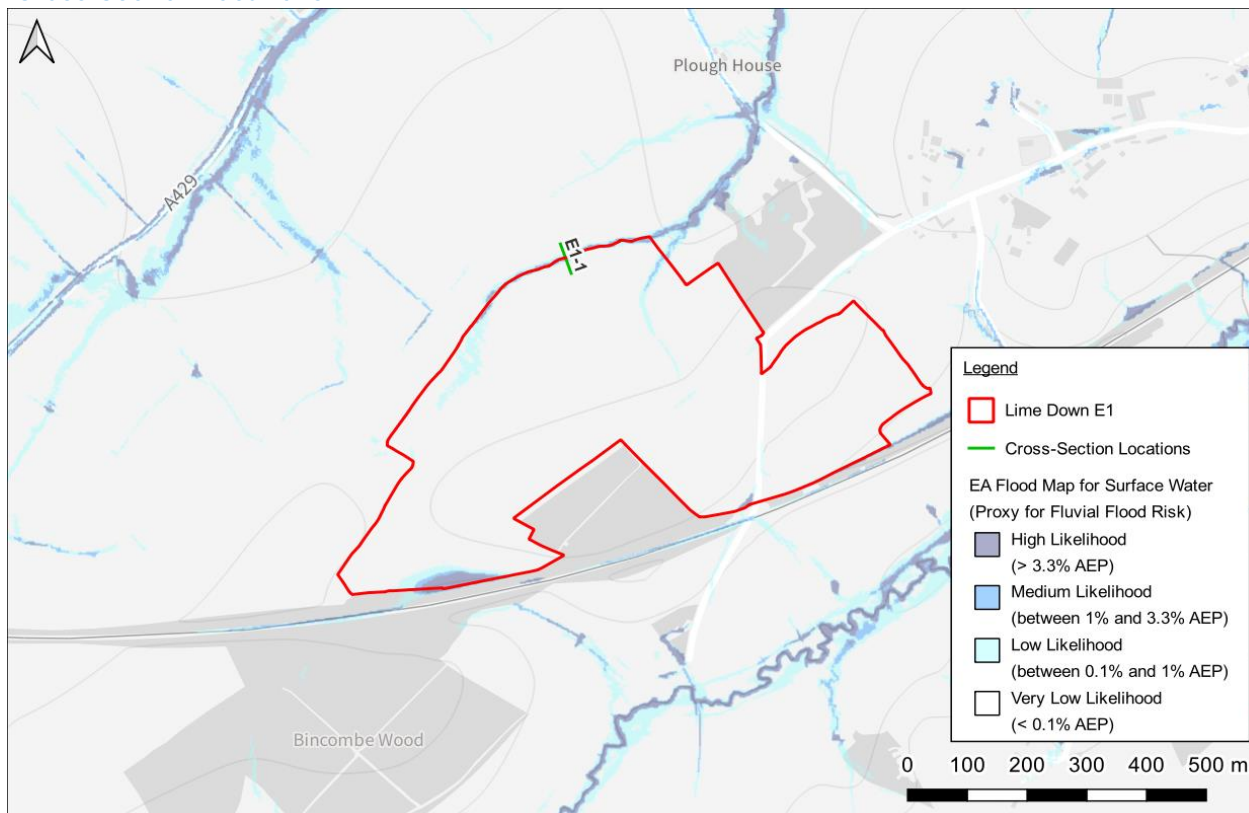 Plough House
A429
E1-1
Bincombe Wood
Legend
Lime Down E1
Cross-Section Locations
EA Flood Map for Surface Water
(Proxy for Fluvial Flood Risk)
High Likelihood
(> 3.3% AEP)
Medium Likelihood
(between 1% and 3.3% AEP)
Low Likelihood
(between 0.1% and 1% AEP)
Very Low Likelihood
(< 0.1% AEP)
0 100 200 300 400 500 m